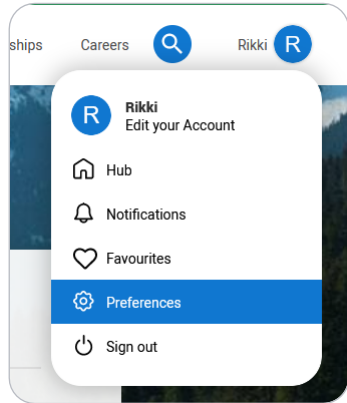 ships Careers Rikki R
R Rikki
Edit your Account
Hub
Notifications
Favourites
Preferences
Sign out